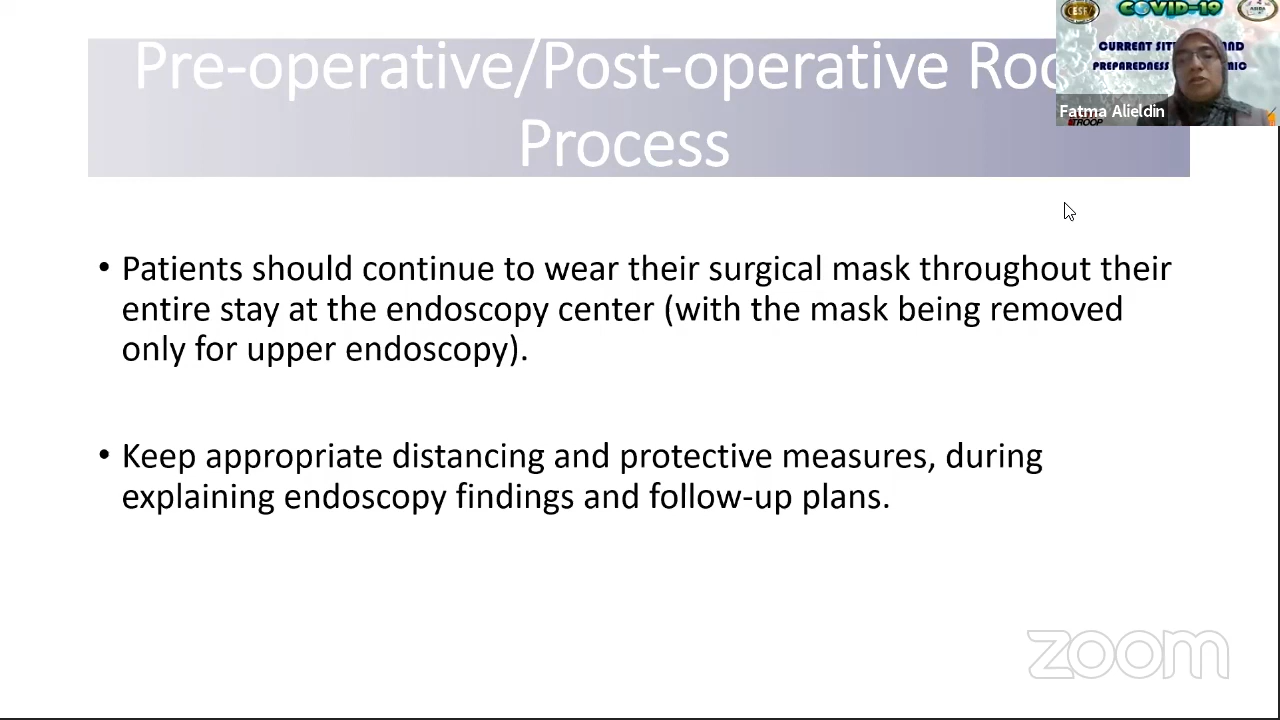 Pre-operative/Post-operative
Process
• Patients should continue to wear their surgical mask throughout their
entire stay at the endoscopy center (with the mask being removed
only for upper endoscopy).
• Keep appropriate distancing and protective measures, during
explaining endoscopy findings and follow-up plans.
COVID-19
CURRENT
PREPAREDNESS
Fatma Alieldin
zoom